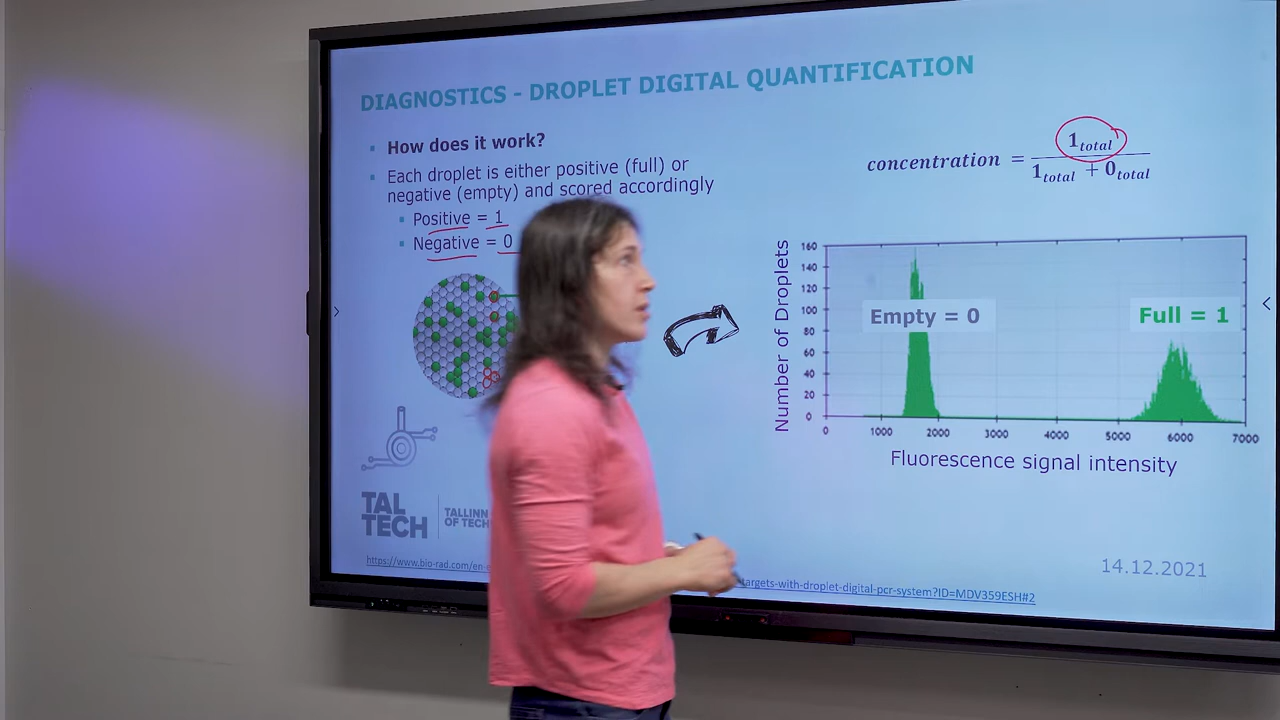 DIAGNOSTICS - DROPLET DIGITAL QUANTIFICATION
How does it work?
Each droplet is either positive (full) or
negative (empty) and scored accordingly
Positive = 1
Negative = 0
concentration = 1total / 1total + 0total
Number of Droplets
160
140
120
100
80
60
40
20
0
Empty = 0
Full = 1
0 1000 2000 3000 4000 5000 6000 7000
Fluorescence signal intensity
TAL
TECH
TALLINN
OF TECH
https://www.bio-rad.com/en-
targets-with-droplet-digital-pcr-system?ID=MDV359ESH#2
14.12.2021